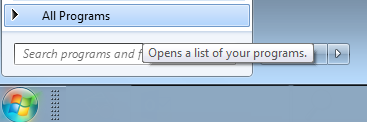 All Programs
Search programs and f
Opens a list of your programs.